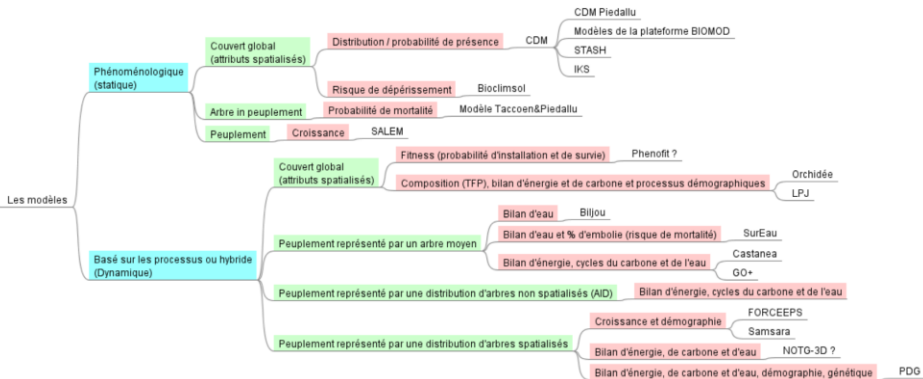 CDM Piedallu
Modèles de la plateforme BIOMOD
STASH
IKS
Distribution / probabilité de présence
CDM
Couvert global
(attributs spatialisés)
Risque de dépérissement
Bioclimsol
Phénoménologique
(statique)
Arbre in peuplement
Probabilité de mortalité
Modèle Taccoen&Piedallu
Peuplement
Croissance
SALEM
Les modèles
Couvert global
(attributs spatialisés)
Fitness (probabilité d'installation et de survie)
Phenofit ?
Composition (TFP), bilan d'énergie et de carbone et processus démographiques
Orchidée
LPJ
Basé sur les processus ou hybride
(Dynamique)
Peuplement représenté par un arbre moyen
Bilan d'eau
Biljou
Bilan d'eau et % d'embolie (risque de mortalité)
SurEau
Bilan d'énergie, cycles du carbone et de l'eau
Castanea
GO+
Peuplement représenté par une distribution d'arbres non spatialisés (AID)
Bilan d'énergie, cycles du carbone et de l'eau
Peuplement représenté par une distribution d'arbres spatialisés
Croissance et démographie
FORCEEPS
Samsara
Bilan d'énergie, de carbone et d'eau
NOTG-3D ?
Bilan d'énergie, de carbone et d'eau, démographie, génétique
PDG